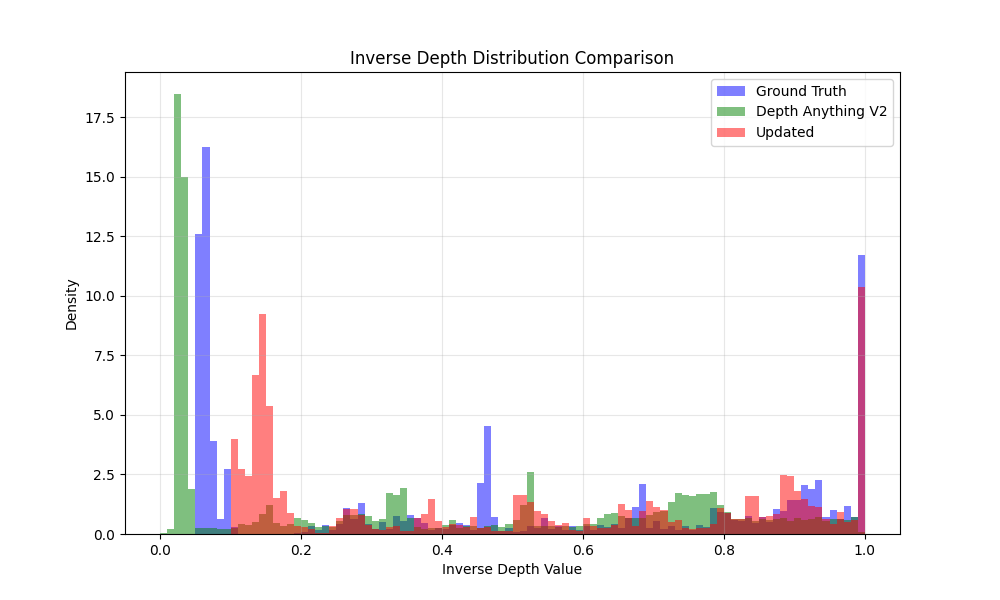 Inverse Depth Distribution Comparison
Ground Truth
Depth Anything V2
Updated
17.5
15.0
12.5
10.0
7.5
5.0
2.5
0.0
Density
0.0 0.2 0.4 0.6 0.8 1.0
Inverse Depth Value